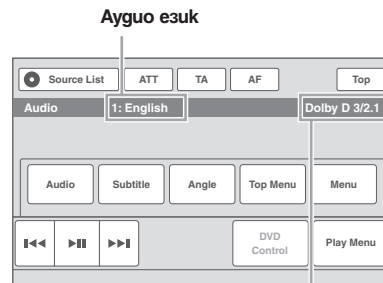 Аудио език
Source List ATT TA AF Top
Audio 1: English Dolby D 3/2.1
Audio Subtitle Angle Top Menu Menu
DVD Control Play Menu